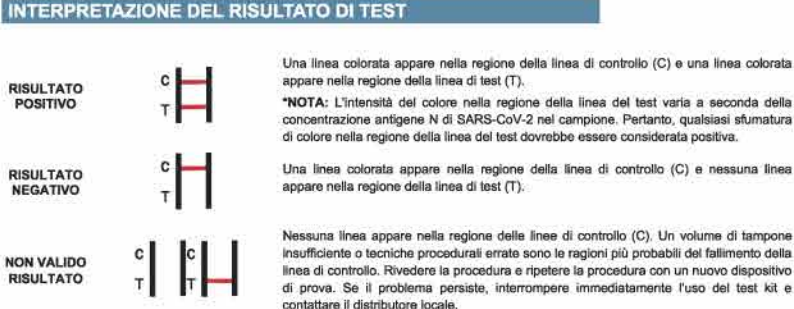 INTERPRETAZIONE DEL RISULTATO DI TEST
RISULTATO
POSITIVO
C
T
Una linea colorata appare nella regione della linea di controllo (C) e una linea colorata
appare nella regione della linea di test (T).
*NOTA: L'intensità del colore nella regione della linea del test varia a seconda della
concentrazione antigene N di SARS-CoV-2 nel campione. Pertanto, qualsiasi sfumatura
di colore nella regione della linea del test dovrebbe essere considerata positiva.
RISULTATO
NEGATIVO
C
T
Una linea colorata appare nella regione della linea di controllo (C) e nessuna linea
appare nella regione della linea di test (T).
NON VALIDO
RISULTATO
C C
T T
Nessuna linea appare nella regione delle linee di controllo (C). Un volume di tampone
insufficiente o tecniche procedurali errate sono le ragioni più probabili del fallimento della
linea di controllo. Rivedere la procedura e ripetere la procedura con un nuovo dispositivo
di prova. Se il problema persiste, interrompere immediatamente l'uso del test kit e
contattare il distributore locale.